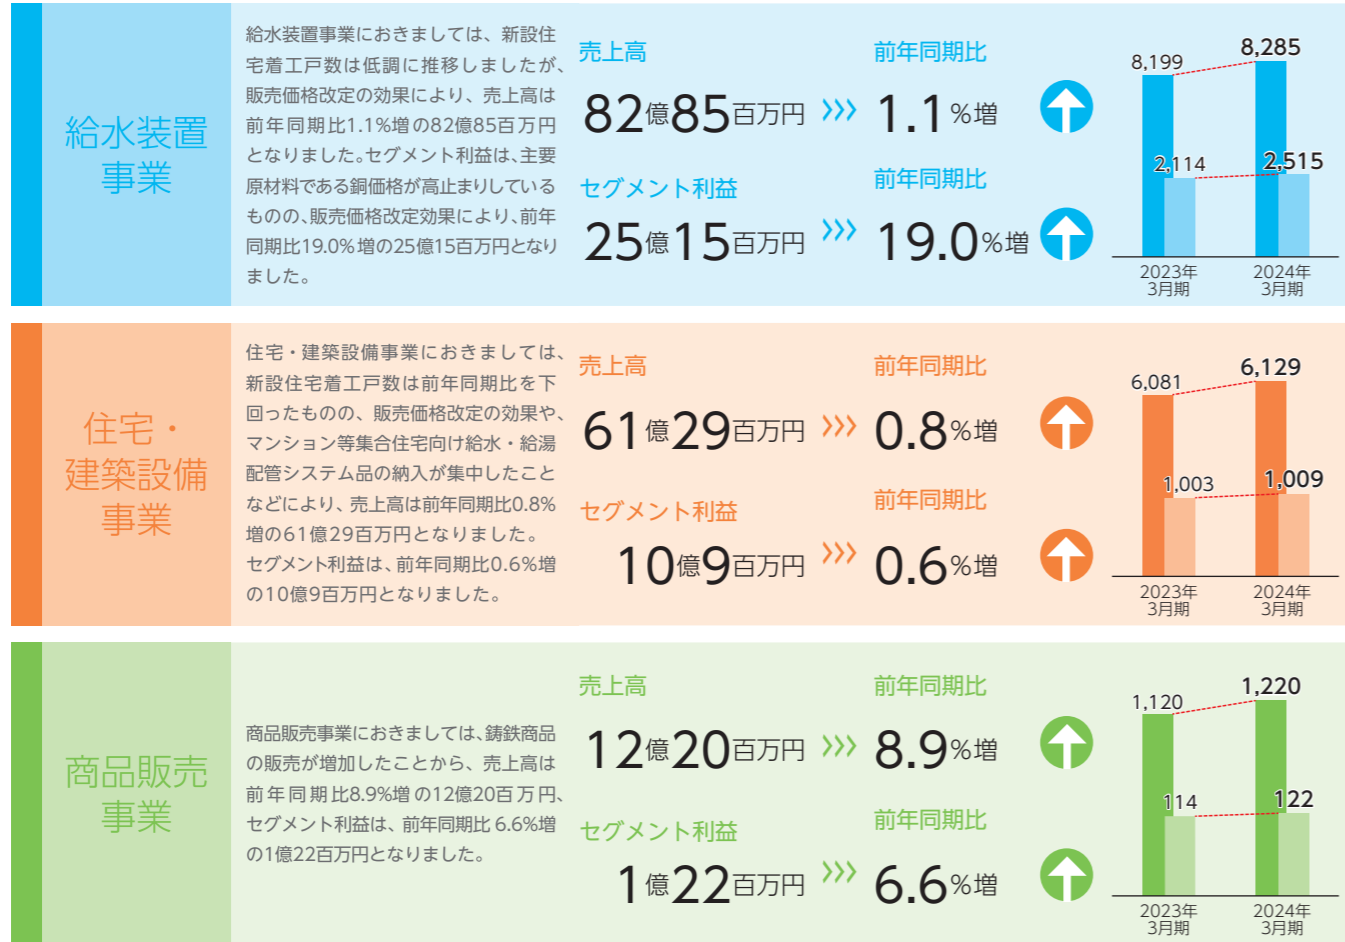 給水装置
事業
給水装置事業におきましては、新設住
宅着工戸数は低調に推移しましたが、
販売価格改定の効果により、売上高は
前年同期比1.1%増の82億85百万円
となりました。セグメント利益は、主要
原材料である銅価格が高止まりしている
ものの、販売価格改定効果により、前年
同期比19.0%増の25億15百万円となり
ました。
売上高
前年同期比
82億85百万円 >>> 1.1%増
セグメント利益
前年同期比
25億15百万円 >>> 19.0%増
8,199
8,285
2,114
2,515
2023年
3月期
2024年
3月期
住宅・
建築設備
事業
住宅・建築設備事業におきましては、
新設住宅着工戸数は前年同期比を下
回ったものの、販売価格改定の効果や、
マンション等集合住宅向け給水・給湯
配管システム品の納入が集中したこと
などにより、売上高は前年同期比0.8%
増の61億29百万円となりました。
セグメント利益は、前年同期比0.6%増
の10億9百万円となりました。
売上高
前年同期比
61億29百万円 >>> 0.8%増
セグメント利益
前年同期比
10億9百万円 >>> 0.6%増
6,081
6,129
1,003
1,009
2023年
3月期
2024年
3月期
商品販売
事業
商品販売事業におきましては、鋳鉄商品
の販売が増加したことから、売上高は
前年同期比8.9%増の12億20百万円、
セグメント利益は、前年同期比6.6%増
の1億22百万円となりました。
売上高
前年同期比
12億20百万円 >>> 8.9%増
セグメント利益
前年同期比
1億22百万円 >>> 6.6%増
1,120
1,220
114
122
2023年
3月期
2024年
3月期